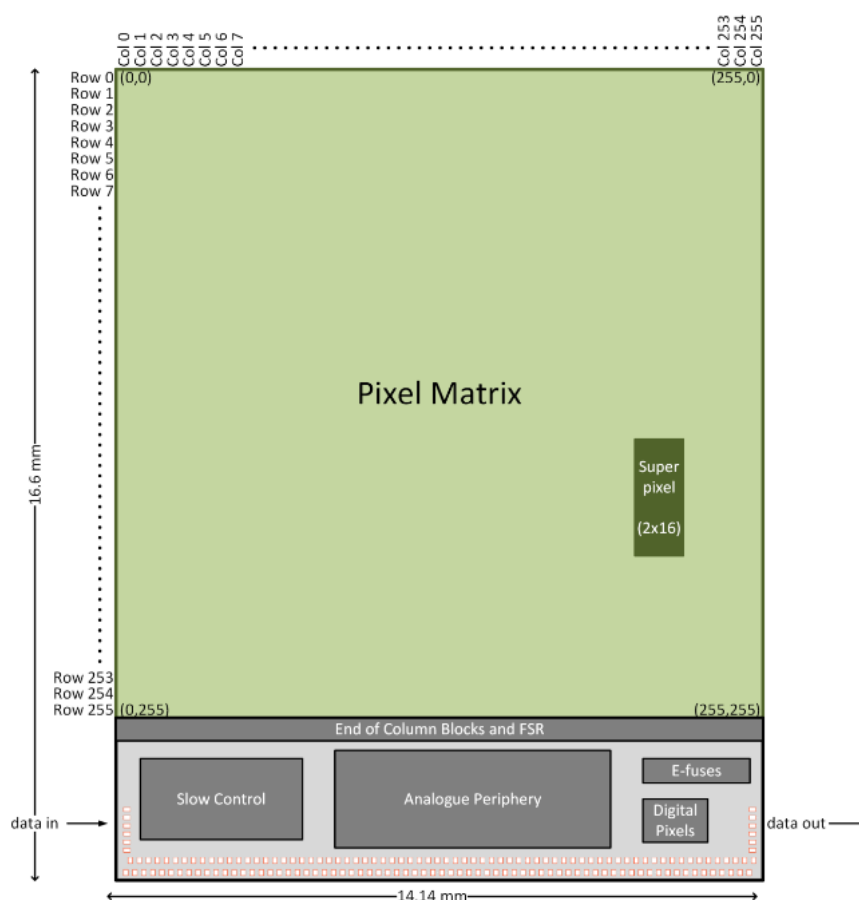 Col 0
Col 1
Col 2
Col 3
Col 4
Col 5
Col 6
Col 7
Col 253
Col 254
Col 255
Row 0
(0,0)
(255,0)
Row 1
Row 2
Row 3
Row 4
Row 5
Row 6
Row 7
Pixel Matrix
Super
pixel
(2x16)
16.6 mm
Row 253
Row 254
Row 255
(0,255)
(255,255)
End of Column Blocks and FSR
Slow Control
Analogue Periphery
E-fuses
Digital
Pixels
data in
data out
14.14 mm